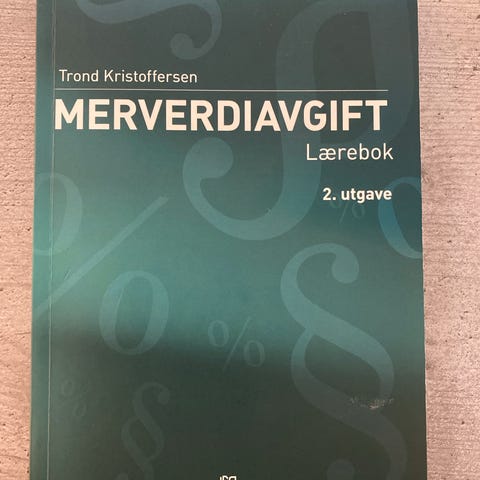 Trond Kristoffersen
MERVERDIAVGIFT
Lærebok
2. utgave